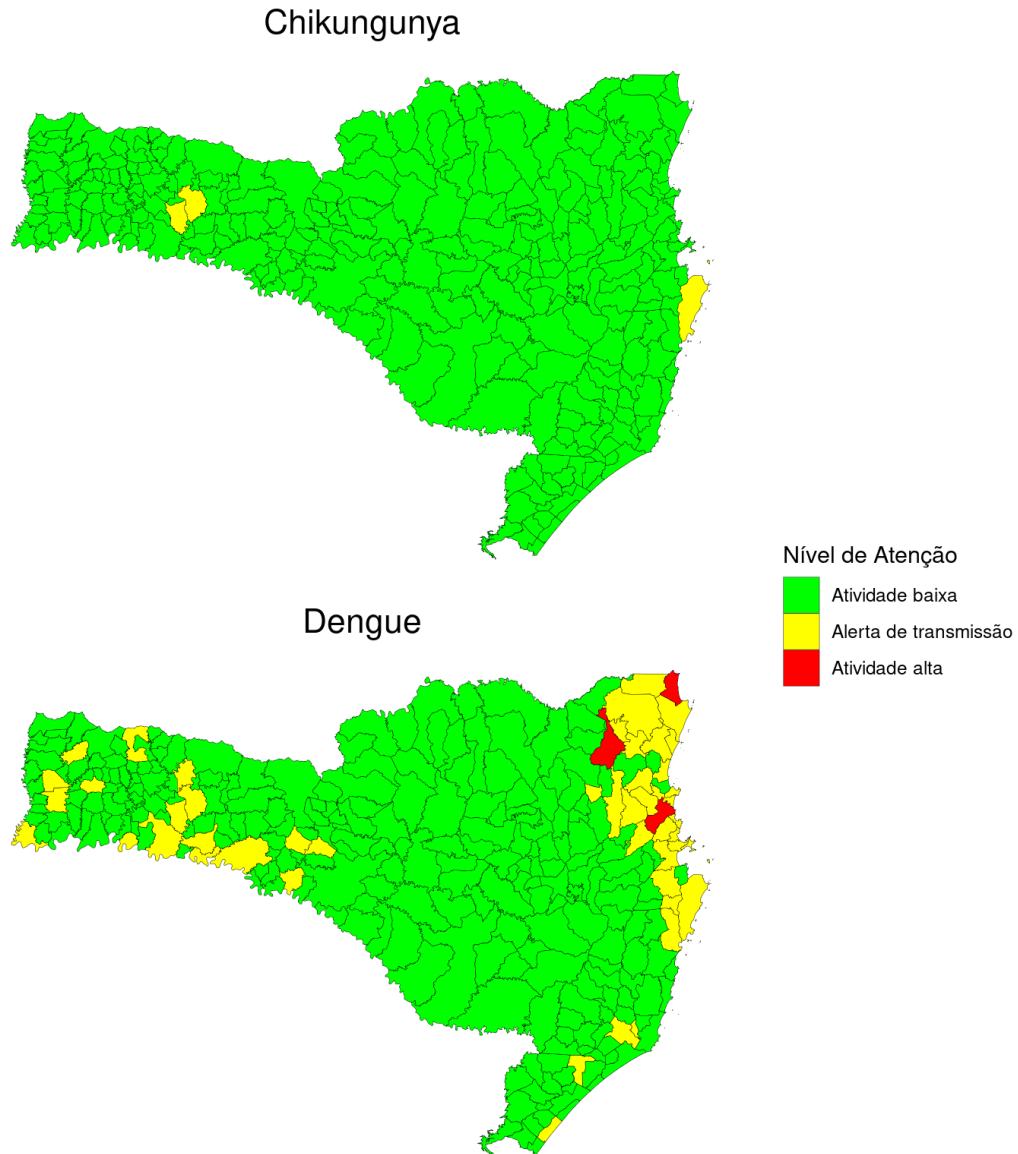 Chikungunya
Nível de Atenção
Atividade baixa
Alerta de transmissão
Atividade alta
Dengue